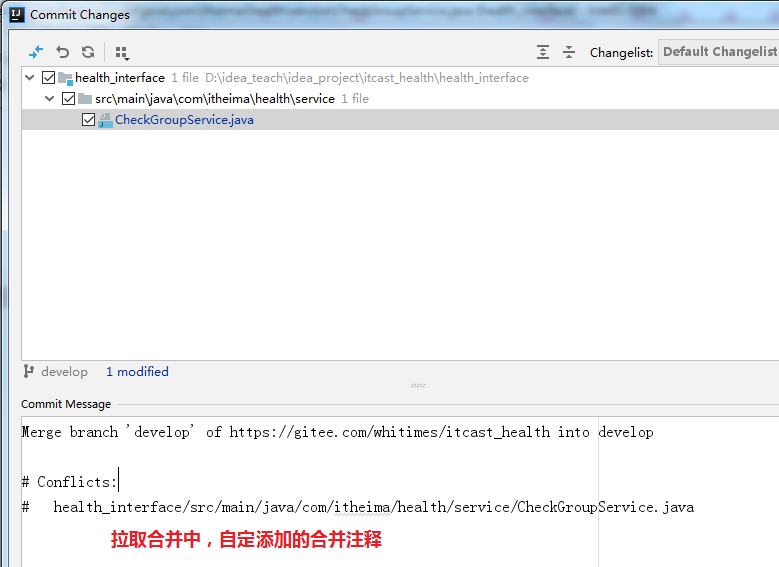 Commit Changes
Changelist: Default Changelist
health_interface 1 file D:\idea_teach\idea_project\itcast_health\health_interface
src\main\java\com\itheima\health\service 1 file
CheckGroupService.java
develop 1 modified
Commit Message
Merge branch 'develop' of https://gitee.com/whitimes/itcast_health into develop
# Conflicts:
# health_interface/src/main/java/com/itheima/health/service/CheckGroupService.java
拉取合并中，自定添加的合并注释